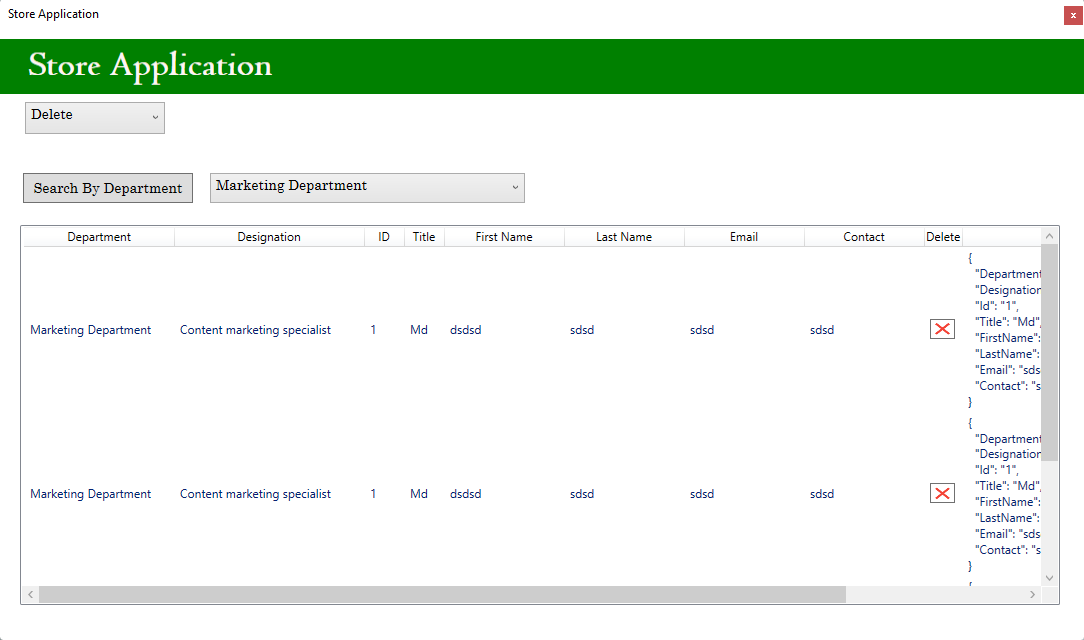 Store Application
Store Application
Delete
Search By Department
Marketing Department
Department Designation ID Title First Name Last Name Email Contact Delete
{
"Department
"Designation
"Id": "1",
"Title": "Md",
"FirstName":
"LastName":
"Email": "sds
"Contact": "s
}
Marketing Department Content marketing specialist 1 Md dsdsd sdsd sdsd sdsd
{
"Department
"Designation
"Id": "1",
"Title": "Md",
"FirstName":
"LastName":
"Email": "sds
"Contact": "s
}
Marketing Department Content marketing specialist 1 Md dsdsd sdsd sdsd sdsd